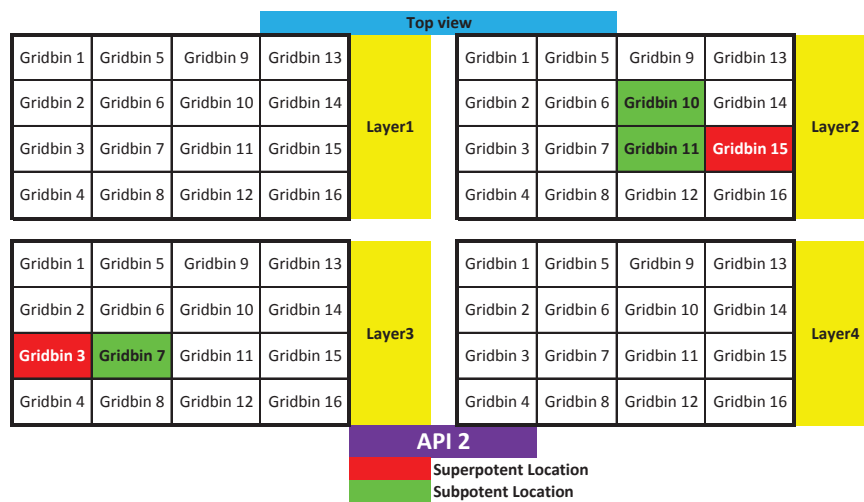 Top view
Gridbin 1 Gridbin 5 Gridbin 9 Gridbin 13
Gridbin 2 Gridbin 6 Gridbin 10 Gridbin 14
Gridbin 3 Gridbin 7 Gridbin 11 Gridbin 15
Gridbin 4 Gridbin 8 Gridbin 12 Gridbin 16
Layer1
Gridbin 1 Gridbin 5 Gridbin 9 Gridbin 13
Gridbin 2 Gridbin 6 Gridbin 10 Gridbin 14
Gridbin 3 Gridbin 7 Gridbin 11 Gridbin 15
Gridbin 4 Gridbin 8 Gridbin 12 Gridbin 16
Layer2
Gridbin 1 Gridbin 5 Gridbin 9 Gridbin 13
Gridbin 2 Gridbin 6 Gridbin 10 Gridbin 14
Gridbin 3 Gridbin 7 Gridbin 11 Gridbin 15
Gridbin 4 Gridbin 8 Gridbin 12 Gridbin 16
Layer3
Gridbin 1 Gridbin 5 Gridbin 9 Gridbin 13
Gridbin 2 Gridbin 6 Gridbin 10 Gridbin 14
Gridbin 3 Gridbin 7 Gridbin 11 Gridbin 15
Gridbin 4 Gridbin 8 Gridbin 12 Gridbin 16
Layer4
API 2
Superpotent Location
Subpotent Location